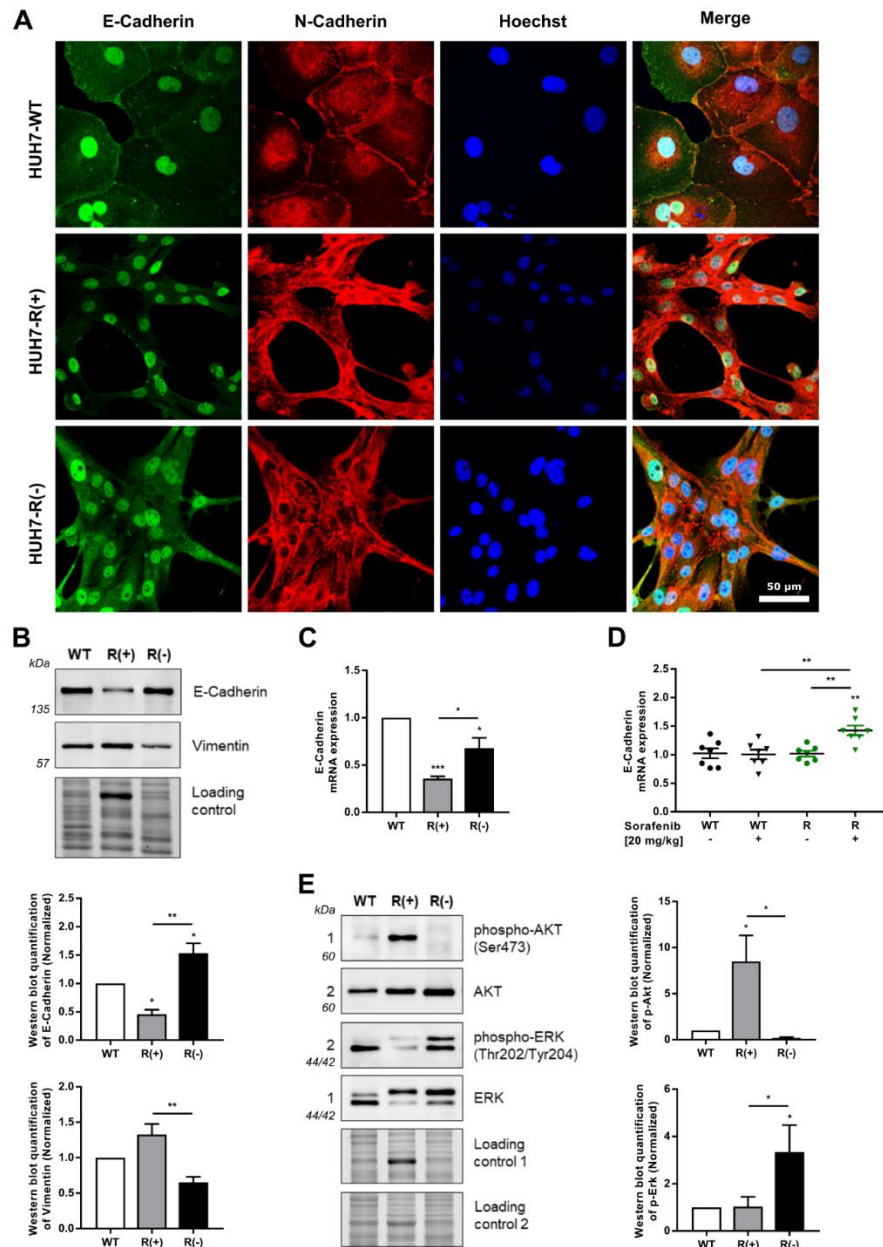 A
E-Cadherin
N-Cadherin
Hoechst
Merge
HUH7-WT
HUH7-R(+)
HUH7-R(-)
50 µm
B
WT R(+) R(-)
kDa
E-Cadherin
135
Vimentin
57
Loading
control
Western blot quantification
of E-Cadherin (Normalized)
2.5
2.0
1.5
1.0
0.5
0.0
*
**
*
WT R(+) R(-)
Western blot quantification
of Vimentin (Normalized)
2.0
1.5
1.0
0.5
0.0
**
WT R(+) R(-)
C
E-Cadherin
mRNA expression
1.5
1.0
0.5
0.0
***
*
*
WT R(+) R(-)
D
E-Cadherin
mRNA expression
2.5
2.0
1.5
1.0
0.5
0.0
**
**
**
Sorafenib WT WT R R
[20 mg/kg] - + - +
E
WT R(+) R(-)
kDa
1
60
phospho-AKT
(Ser473)
2
60
AKT
2
44/42
phospho-ERK
(Thr202/Tyr204)
1
44/42
ERK
Loading
control 1
Loading
control 2
Western blot quantification
of p-Akt (Normalized)
15
10
5
0
*
*
WT R(+) R(-)
Western blot quantification
of p-Erk (Normalized)
6
4
2
0
*
*
WT R(+) R(-)